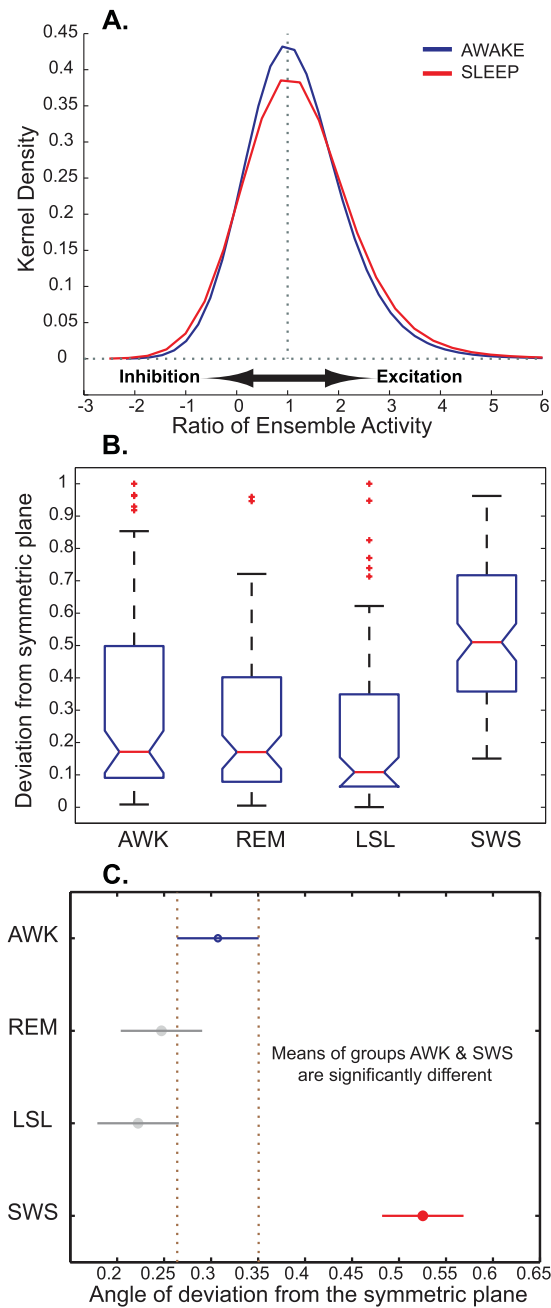 A.
0.45
0.4
0.35
0.3
0.25
0.2
0.15
0.1
0.05
0
Kernel Density
AWAKE
SLEEP
Inhibition
Excitation
-3 -2 -1 0 1 2 3 4 5 6
Ratio of Ensemble Activity
B.
1
0.9
0.8
0.7
0.6
0.5
0.4
0.3
0.2
0.1
0
Deviation from symmetric plane
AWK REM LSL SWS
C.
AWK
REM
LSL
SWS
Means of groups AWK & SWS
are significantly different
0.2 0.25 0.3 0.35 0.4 0.45 0.5 0.55 0.6 0.65
Angle of deviation from the symmetric plane